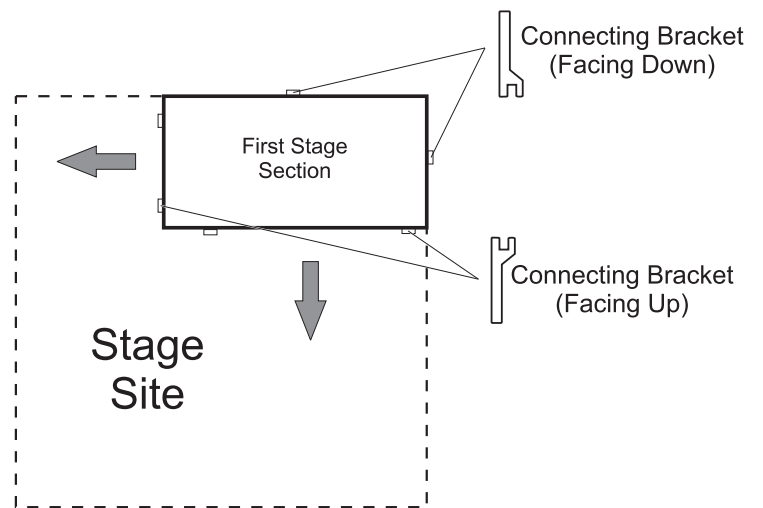 Connecting Bracket
(Facing Down)
First Stage
Section
Connecting Bracket
(Facing Up)
Stage
Site